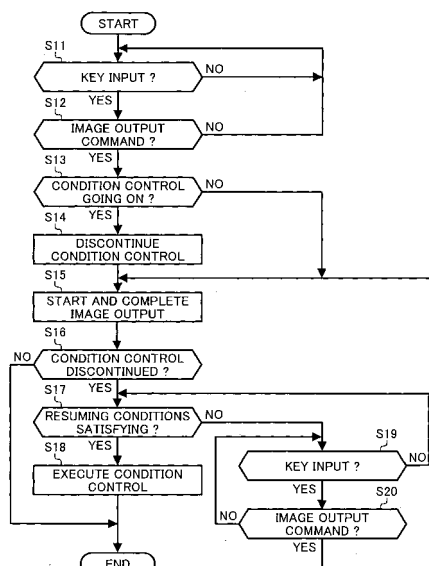 START
S11
KEY INPUT ?
NO
YES
S12
IMAGE OUTPUT
COMMAND ?
NO
YES
S13
CONDITION CONTROL
GOING ON ?
NO
YES
S14
DISCONTINUE
CONDITION CONTROL
S15
START AND COMPLETE
IMAGE OUTPUT
S16
NO
CONDITION CONTROL
DISCONTINUED ?
YES
S17
RESUMING CONDITIONS
SATISFYING ?
NO
YES
S18
EXECUTE CONDITION
CONTROL
S19
KEY INPUT ?
NO
YES
S20
NO
IMAGE OUTPUT
COMMAND ?
YES
END